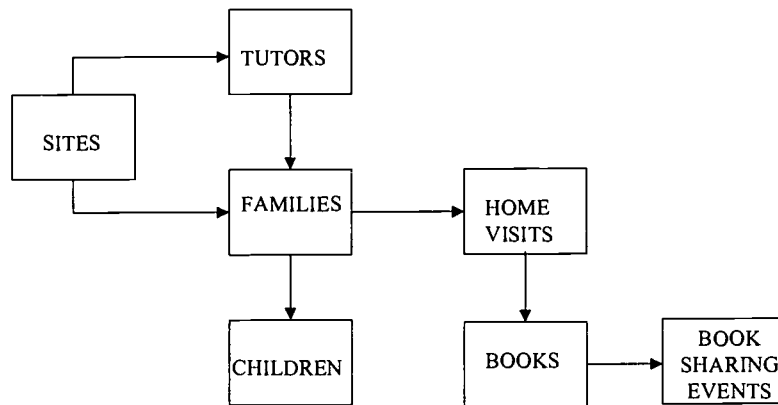 TUTORS
SITES
FAMILIES
HOME
VISITS
CHILDREN
BOOKS
BOOK
SHARING
EVENTS